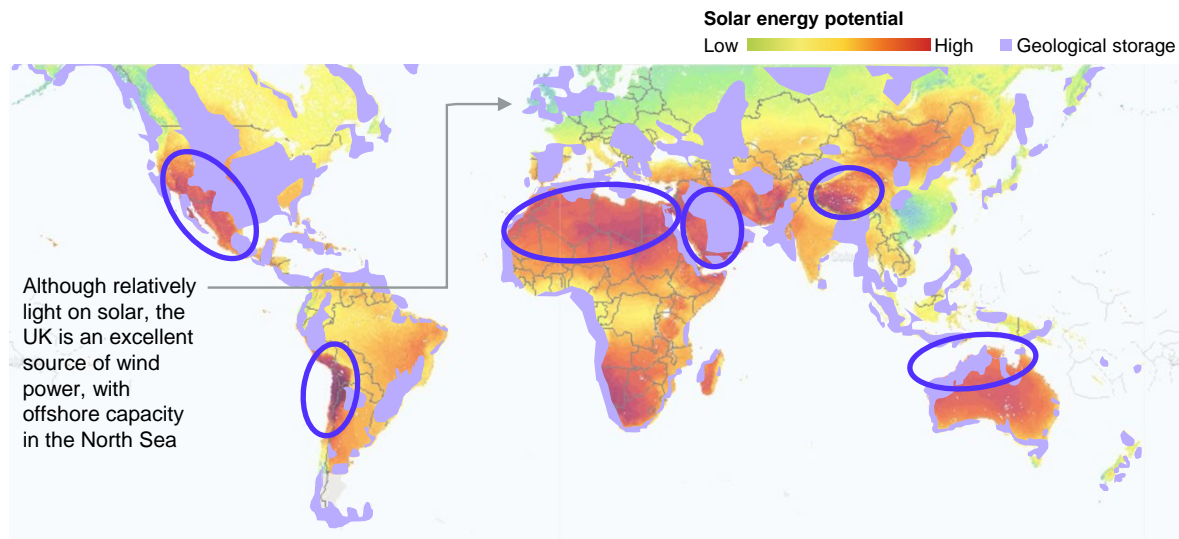 Solar energy potential
Low High Geological storage
Although relatively
light on solar, the
UK is an excellent
source of wind
power, with
offshore capacity
in the North Sea